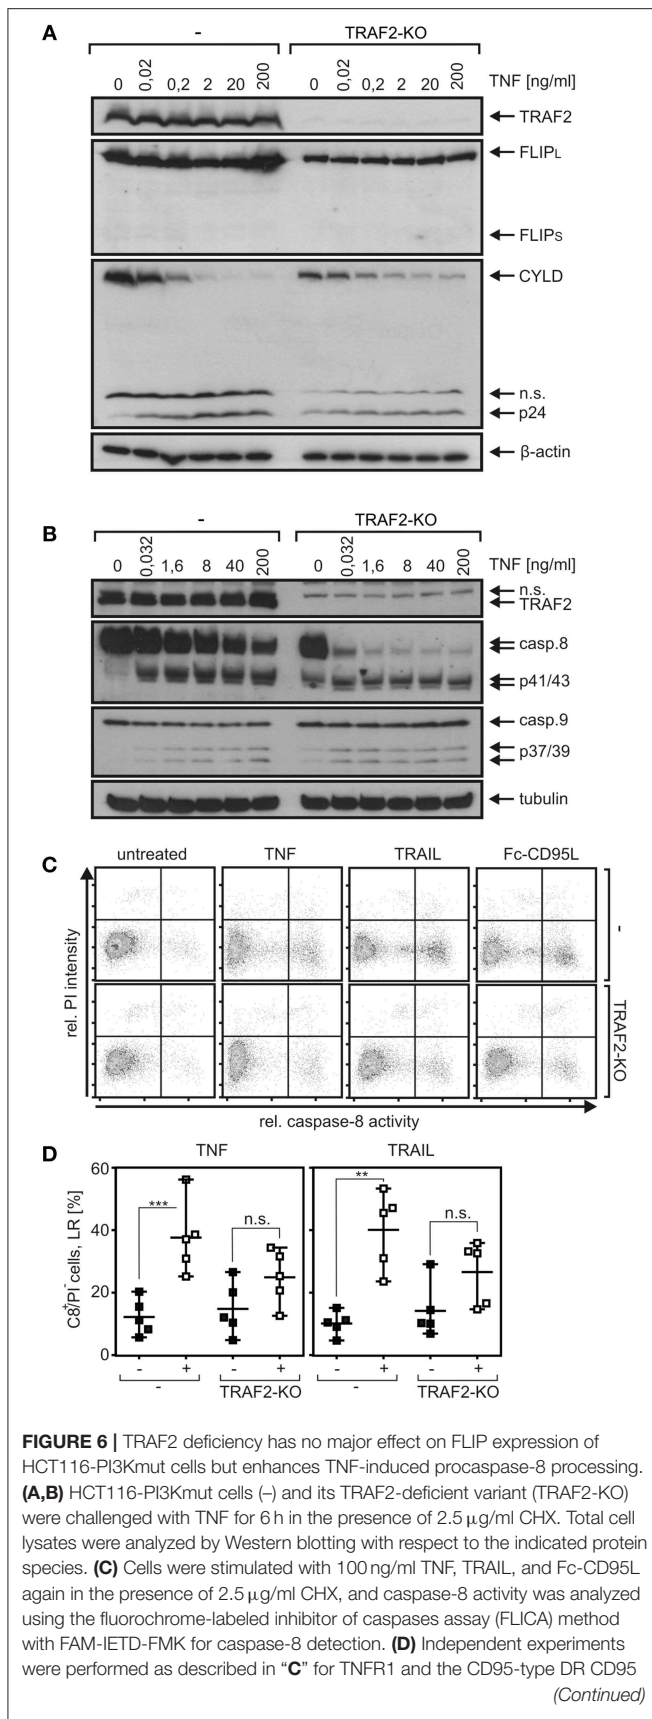 A
- TRAF2-KO
0 0,02 0,2 2 20 200 0 0,02 0,2 2 20 200 TNF [ng/ml]
TRAF2
FLIPL
FLIPS
CYLD
n.s.
p24
β-actin
B
- TRAF2-KO
0 0,032 1,6 8 40 200 0 0,032 1,6 8 40 200 TNF [ng/ml]
n.s.
TRAF2
casp.8
p41/43
casp.9
p37/39
tubulin
C
untreated TNF TRAIL Fc-CD95L
rel. PI intensity
-
TRAF2-KO
rel. caspase-8 activity
D
TNF TRAIL
C8+/PI- cells, LR [%]
60
40
20
0
*** n.s. ** n.s.
- + - + - + - +
- TRAF2-KO - TRAF2-KO
FIGURE 6 | TRAF2 deficiency has no major effect on FLIP expression of
HCT116-PI3Kmut cells but enhances TNF-induced procaspase-8 processing.
(A,B) HCT116-PI3Kmut cells (–) and its TRAF2-deficient variant (TRAF2-KO)
were challenged with TNF for 6 h in the presence of 2.5 μg/ml CHX. Total cell
lysates were analyzed by Western blotting with respect to the indicated protein
species. (C) Cells were stimulated with 100 ng/ml TNF, TRAIL, and Fc-CD95L
again in the presence of 2.5 μg/ml CHX, and caspase-8 activity was analyzed
using the fluorochrome-labeled inhibitor of caspases assay (FLICA) method
with FAM-IETD-FMK for caspase-8 detection. (D) Independent experiments
were performed as described in “C” for TNFR1 and the CD95-type DR CD95
(Continued)